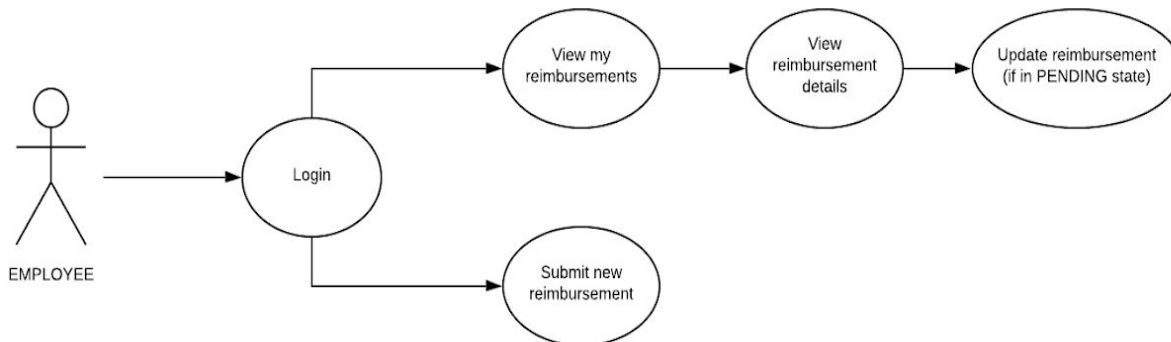 EMPLOYEE
Login
View my
reimbursements
View
reimbursement
details
Update reimbursement
(if in PENDING state)
Submit new
reimbursement